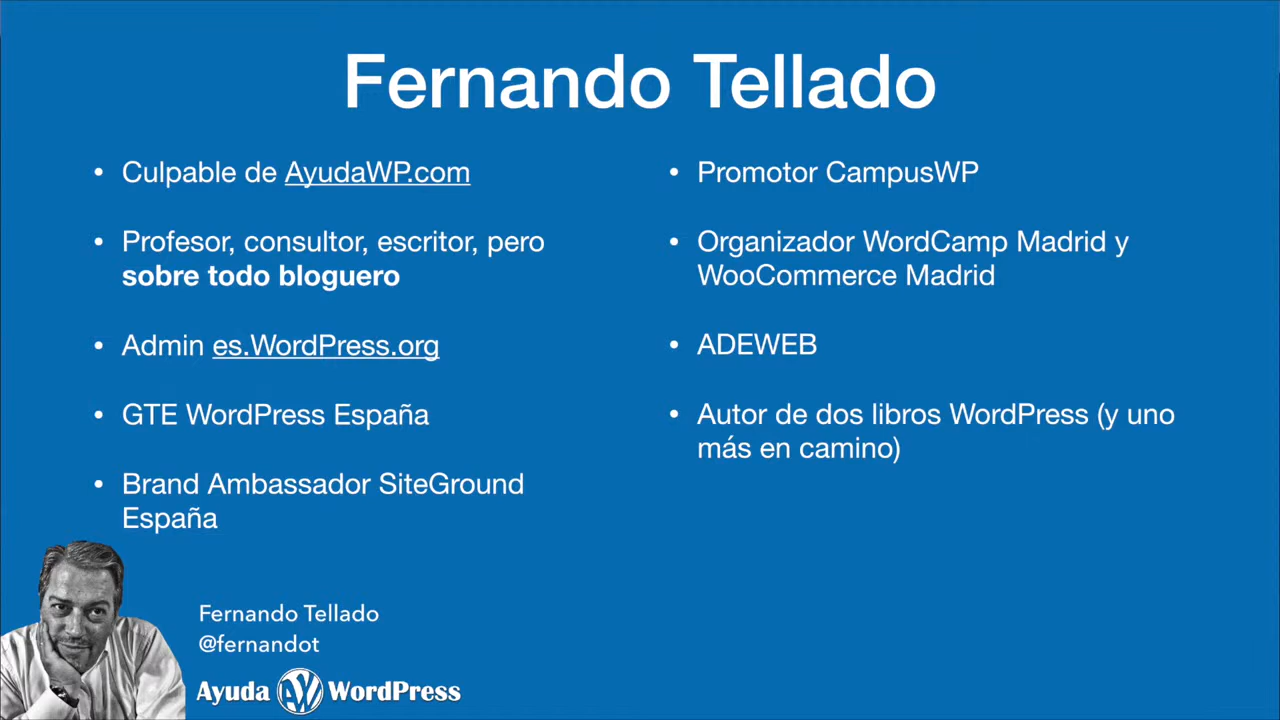 Fernando Tellado
• Culpable de AyudaWP.com
• Profesor, consultor, escritor, pero
sobre todo bloguero
• Admin es.WordPress.org
• GTE WordPress España
• Brand Ambassador SiteGround
España
• Promotor CampusWP
• Organizador WordCamp Madrid y
WooCommerce Madrid
• ADEWEB
• Autor de dos libros WordPress (y uno
más en camino)
Fernando Tellado
@fernandot
Ayuda AW WordPress